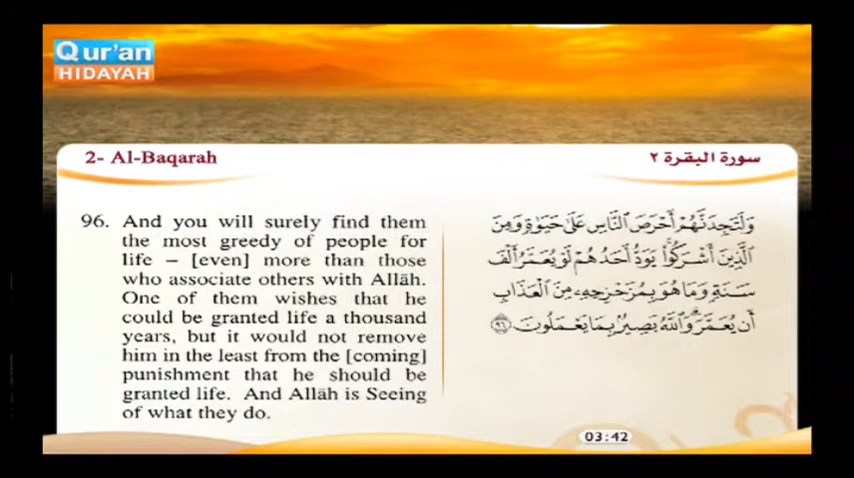 Qur'an
HIDAYAH
2- Al-Baqarah
سورة البقرة ٢
96. And you will surely find them
the most greedy of people for
life – [even] more than those
who associate others with Allāh.
One of them wishes that he
could be granted life a thousand
years, but it would not remove
him in the least from the [coming]
punishment that he should be
granted life. And Allāh is Seeing
of what they do.
وَلَتَجِدَنَّهُمْ أَحْرَصَ ٱلنَّاسِ عَلَىٰ حَيَوٰةٍ وَمِنَ
ٱلَّذِينَ أَشْرَكُوا۟ ۚ يَوَدُّ أَحَدُهُمْ لَوْ يُعَمَّرُ أَلْفَ
سَنَةٍ وَمَا هُوَ بِمُزَحْزِحِهِۦ مِنَ ٱلْعَذَابِ
أَن يُعَمَّرَ ۗ وَٱللَّهُ بَصِيرٌۢ بِمَا يَعْمَلُونَ ٩٦
03:42